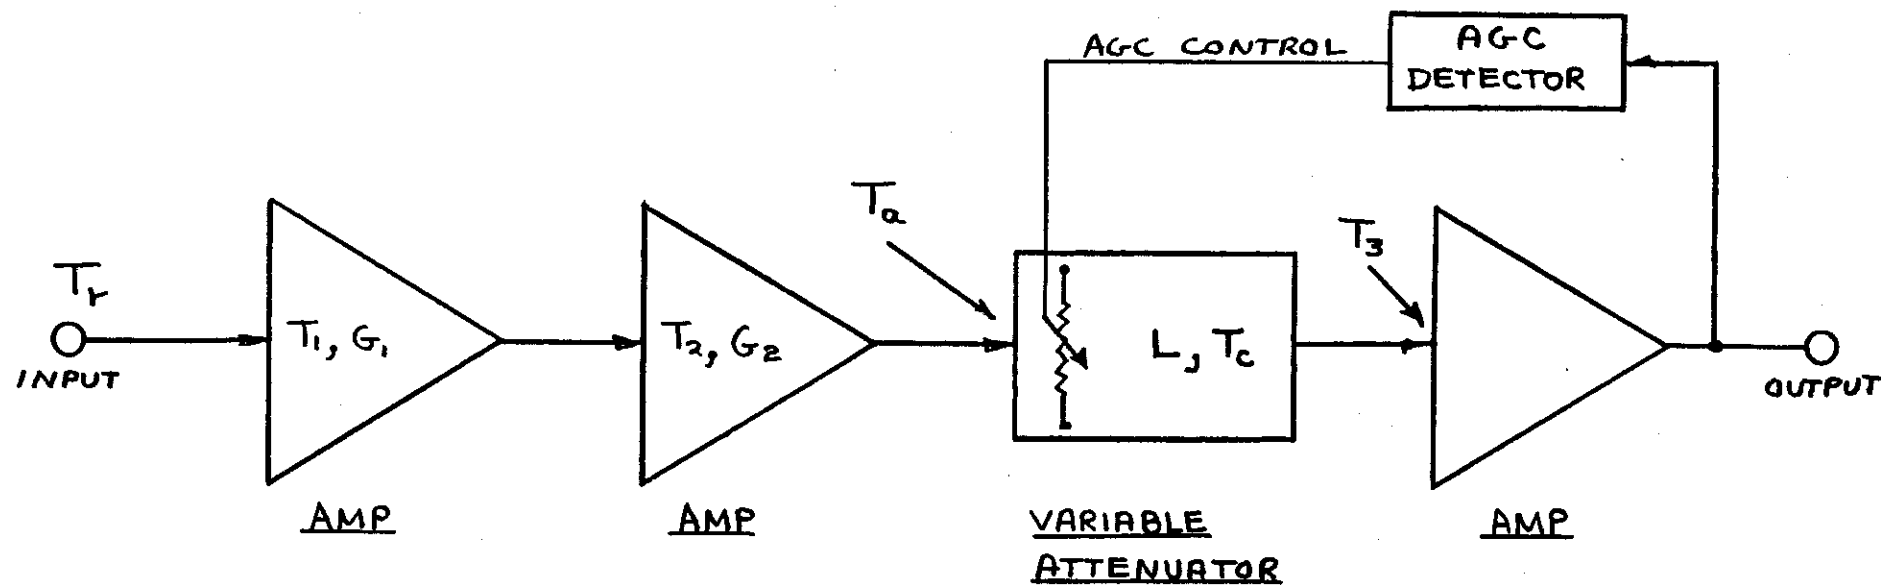 AGC CONTROL
AGC
DETECTOR
Ta
T3
Tr
T1, G1
T2, G2
L, Tc
INPUT
OUTPUT
AMP
AMP
VARIABLE
ATTENUATOR
AMP